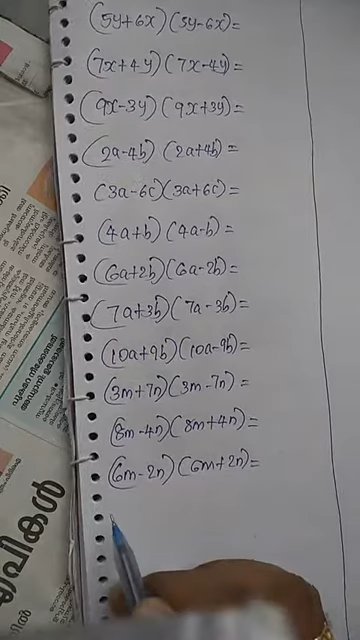 (5y+6x)(5y-6x)=
(7x+4y)(7x-4y)=
(9x-3y)(9x+3y)=
(2a-4b)(2a+4b)=
(3a-6c)(3a+6c)=
(4a+b)(4a-b)=
(6a+2b)(6a-2b)=
(7a+3b)(7a-3b)=
(10a+9b)(10a-9b)=
(3m+7n)(3m-7n)=
(8m-4n)(8m+4n)=
(6m-2n)(6m+2n)=